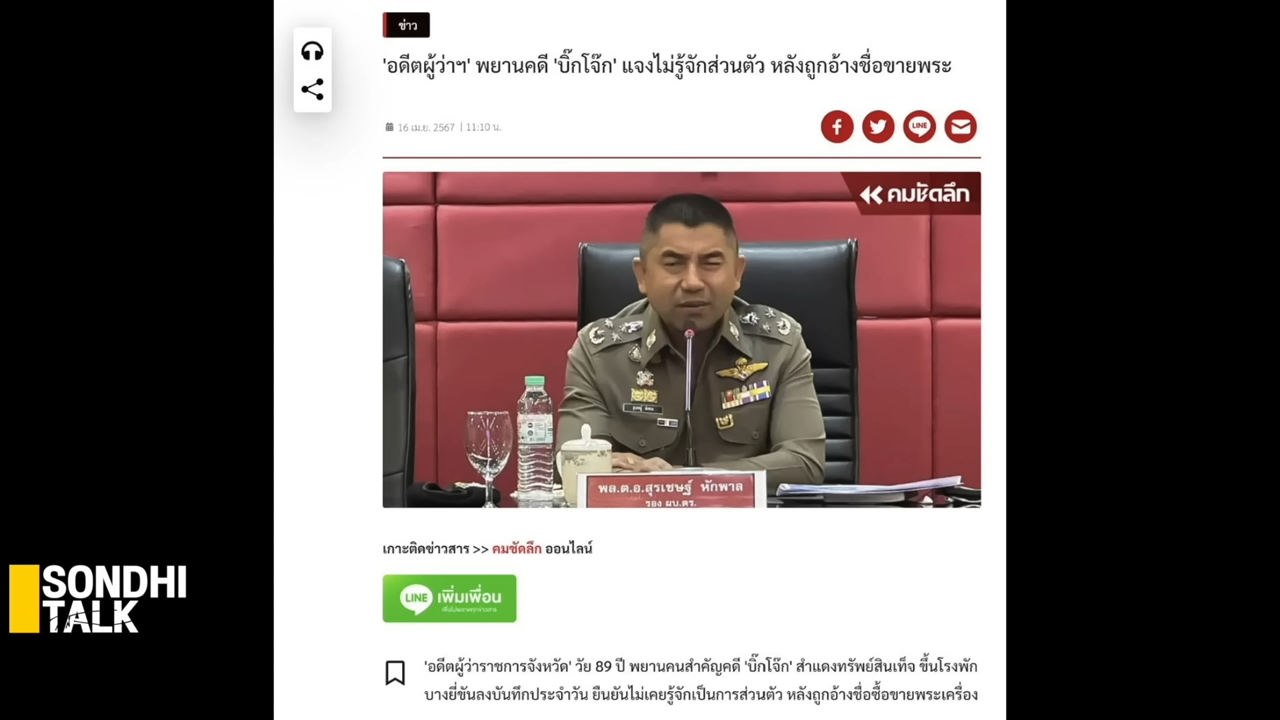 ข่าว
'อดีตผู้ว่าฯ' พยานคดี 'บิ๊กโจ๊ก' แจงไม่รู้จักส่วนตัว หลังถูกอ้างชื่อขายพระ
16 เม.ย. 2567 | 11:10 น.
LINE
คมชัดลึก
พล.ต.อ.สุรเชษฐ์ หักพาล
รอง ผบ.ตร.
เกาะติดข่าวสาร >> คมชัดลึก ออนไลน์
LINE เพิ่มเพื่อน
SONDHI
TALK
'อดีตผู้ว่าราชการจังหวัด' วัย 89 ปี พยานคนสำคัญคดี 'บิ๊กโจ๊ก' สำแดงทรัพย์สินเท็จ ขึ้นโรงพัก
บางยี่ขันลงบันทึกประจำวัน ยืนยันไม่เคยรู้จักเป็นการส่วนตัว หลังถูกอ้างชื่อซื้อขายพระเครื่อง